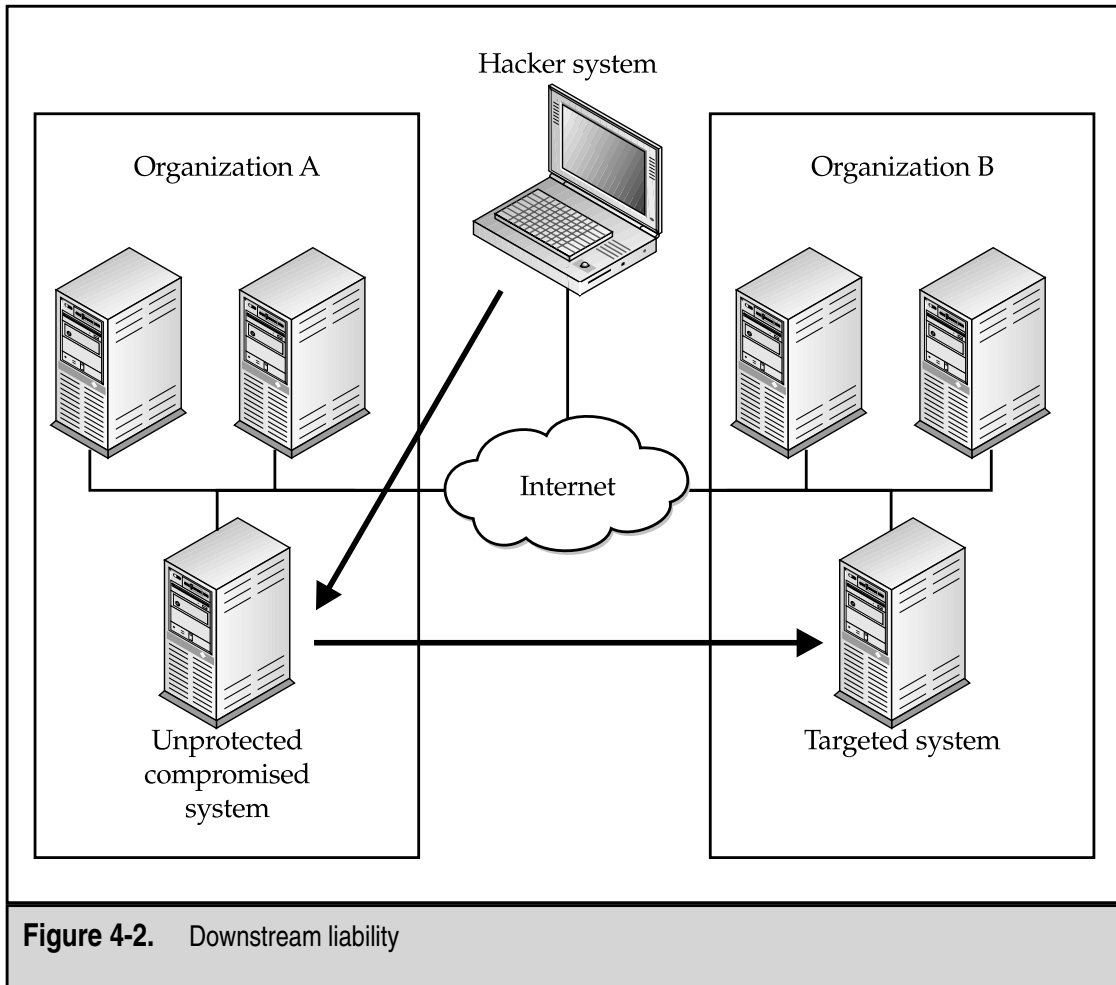 Hacker system
Organization A
Organization B
Internet
Unprotected
compromised
system
Targeted system
Figure 4-2. Downstream liability